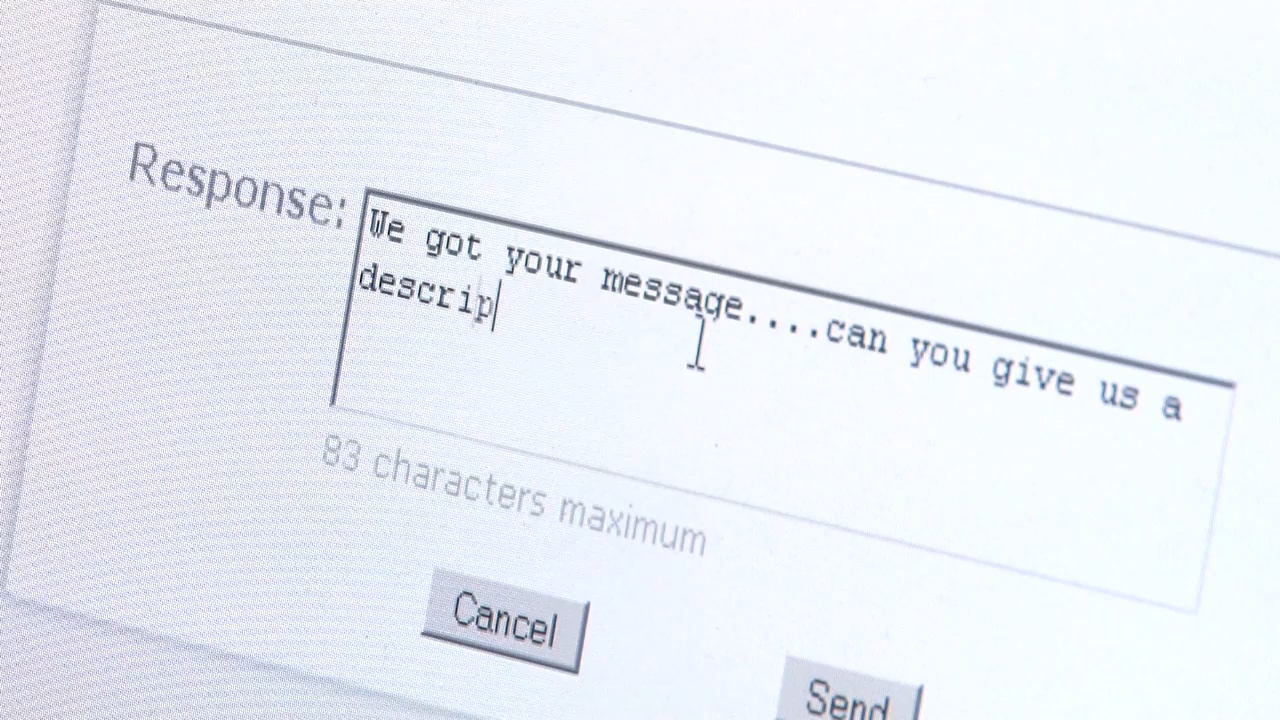 Response:
We got your message....can you give us a
descrip
83 characters maximum
Cancel
Send